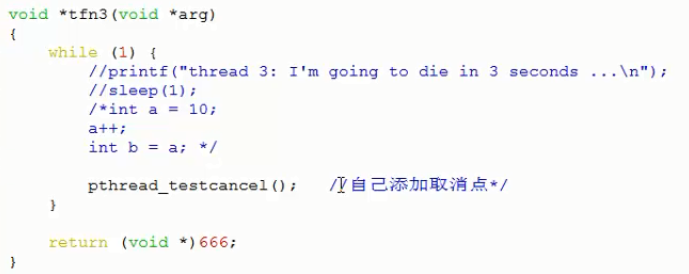 void *tfn3(void *arg)
{
    while (1) {
        //printf("thread 3: I'm going to die in 3 seconds ...\n");
        //sleep(1);
        /*int a = 10;
        a++;
        int b = a; */

        pthread_testcancel();   /*自己添加取消点*/
    }

    return (void *)666;
}